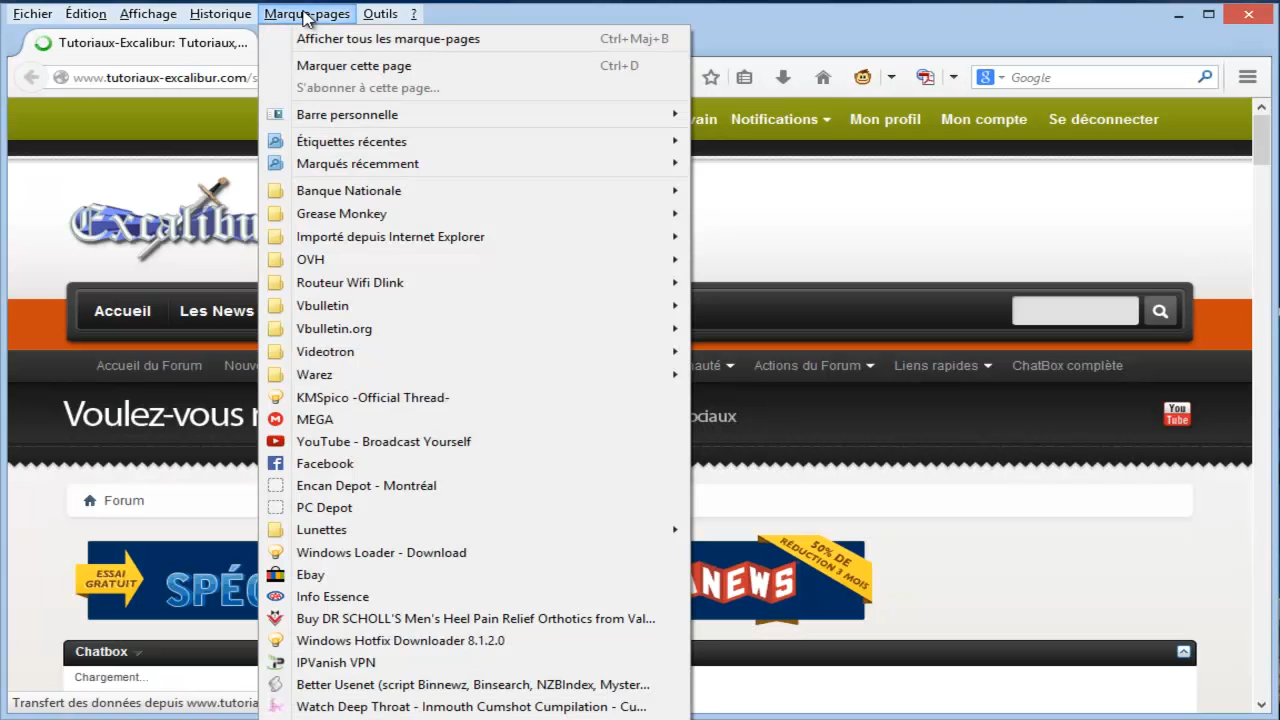 Fichier Édition Affichage Historique Marque-pages Outils ?
Tutoriaux-Excalibur: Tutoriaux,...
www.tutoriaux-excalibur.com/s
Google
Afficher tous les marque-pages Ctrl+Maj+B
Marquer cette page Ctrl+D
S'abonner à cette page...
Barre personnelle
Étiquettes récentes
Marqués récemment
Banque Nationale
Grease Monkey
Importé depuis Internet Explorer
OVH
Routeur Wifi Dlink
Vbulletin
Vbulletin.org
Videotron
Warez
KMSpico -Official Thread-
MEGA
YouTube - Broadcast Yourself
Facebook
Encan Depot - Montréal
PC Depot
Lunettes
Windows Loader - Download
Ebay
Info Essence
Buy DR SCHOLL'S Men's Heel Pain Relief Orthotics from Val...
Windows Hotfix Downloader 8.1.2.0
IPVanish VPN
Better Usenet (script Binnewz, Binsearch, NZBIndex, Myster...
Watch Deep Throat - Inmouth Cumshot Cumpilation - Cu...
vain Notifications Mon profil Mon compte Se déconnecter
Excalibu
Accueil Les News
Accueil du Forum Nouv auté Actions du Forum Liens rapides ChatBox complète
Voulez-vous ociaux
You
Tube
Forum
ESSAI
GRATUIT
SPÉC
ANEWS
50% DE
RÉDUCTION 3 MOIS
Chatbox
Chargement...
Transfert des données depuis www.tutoria